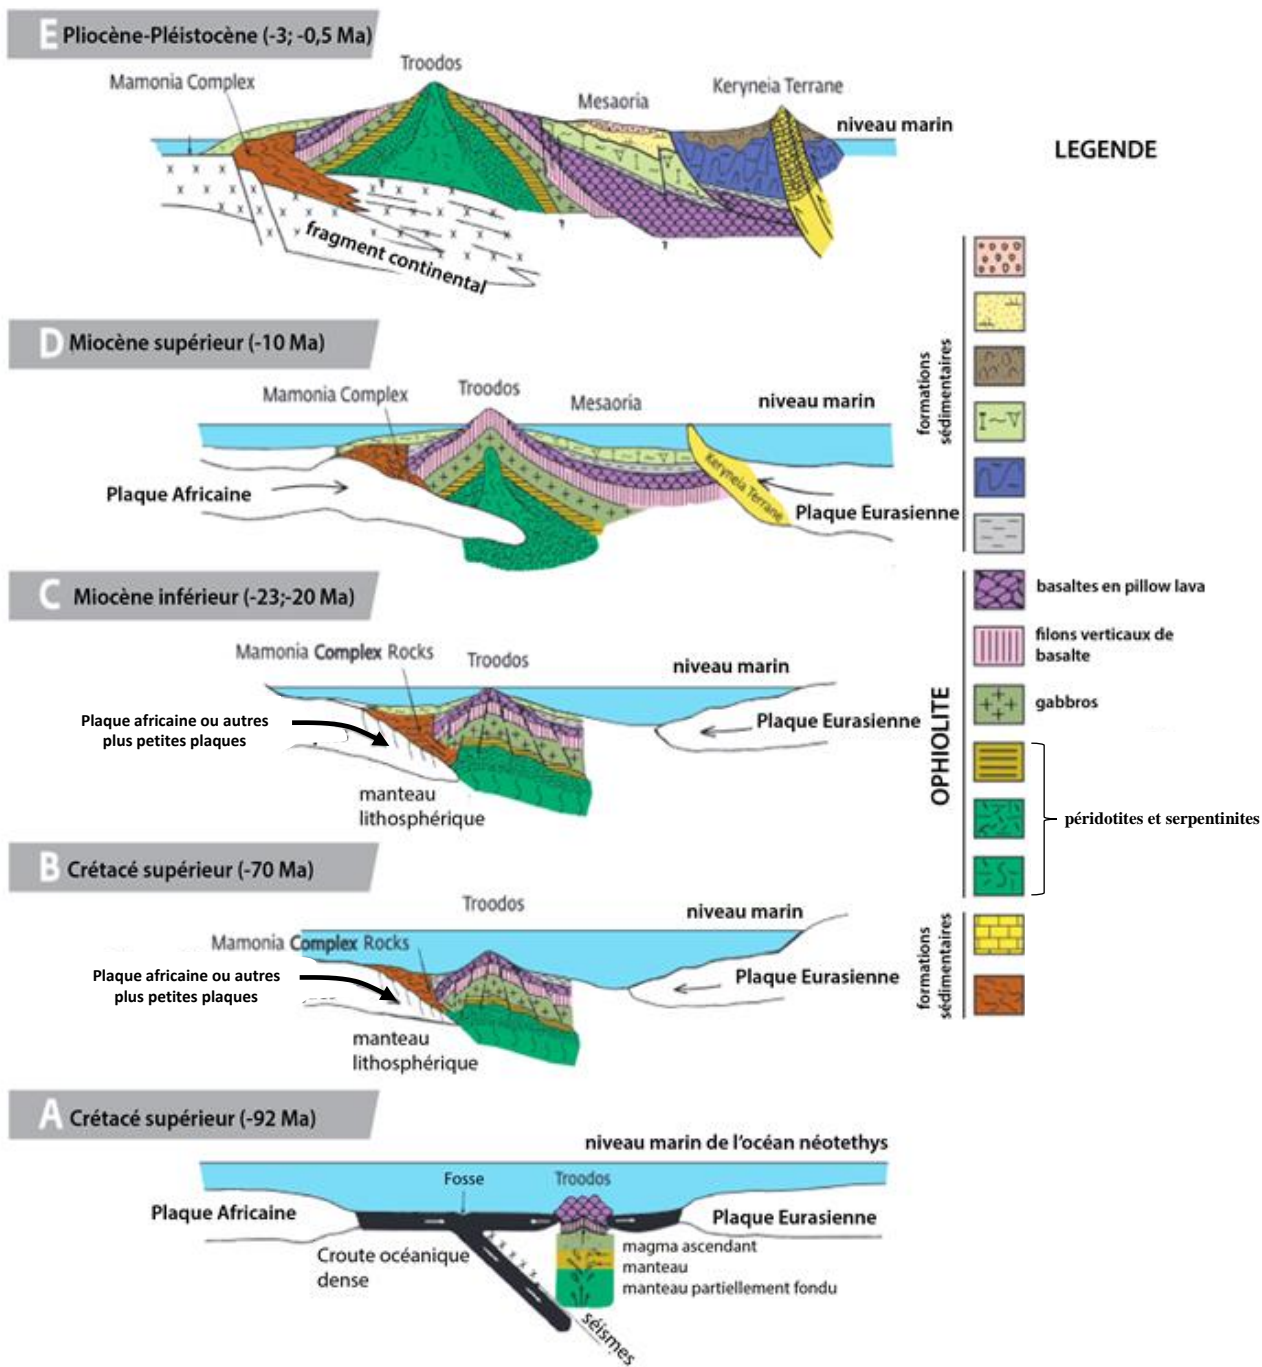 E Pliocène-Pléistocène (-3; -0,5 Ma)
Troodos
Mamonia Complex
Keryneia Terrane
Mesaoria
niveau marin
fragment continental
LEGENDE
D Miocène supérieur (-10 Ma)
Mamonia Complex
Troodos
Mesaoria
niveau marin
Plaque Africaine
Keryneia Terrane
Plaque Eurasienne
C Miocène inférieur (-23;-20 Ma)
Mamonia Complex Rocks
Troodos
niveau marin
Plaque africaine ou autres
plus petites plaques
Plaque Eurasienne
manteau
lithosphérique
B Crétacé supérieur (-70 Ma)
Troodos
niveau marin
Mamonia Complex Rocks
Plaque africaine ou autres
plus petites plaques
Plaque Eurasienne
manteau
lithosphérique
A Crétacé supérieur (-92 Ma)
niveau marin de l'océan néotethys
Fosse
Troodos
Plaque Africaine
Plaque Eurasienne
Croute océanique
dense
magma ascendant
manteau
manteau partiellement fondu
séismes
formations
sédimentaires
OPHIOLITE
basaltes en pillow lava
filons verticaux de
basalte
gabbros
péridotites et serpentinites
formations
sédimentaires